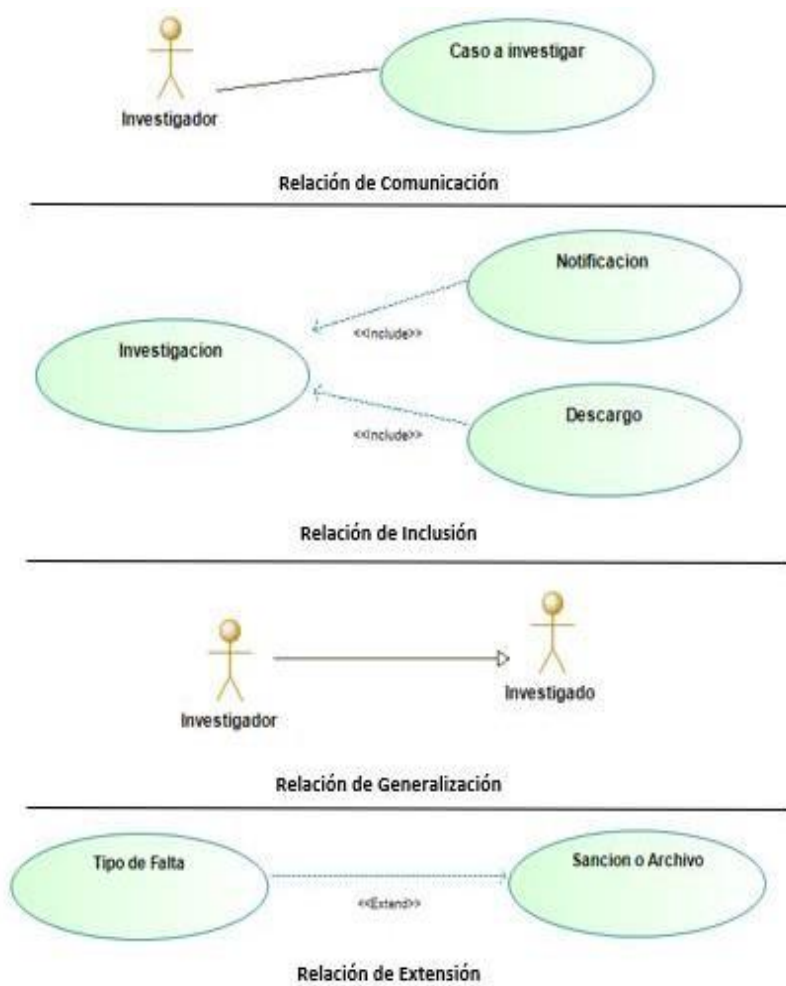 Caso a investigar
Investigador
Relación de Comunicación
Notificacion
<<Include>>
Investigacion
Descargo
<<Include>>
Relación de Inclusión
Investigador
Investigado
Relación de Generalización
Tipo de Falta
Sancion o Archivo
<<Extend>>
Relación de Extensión